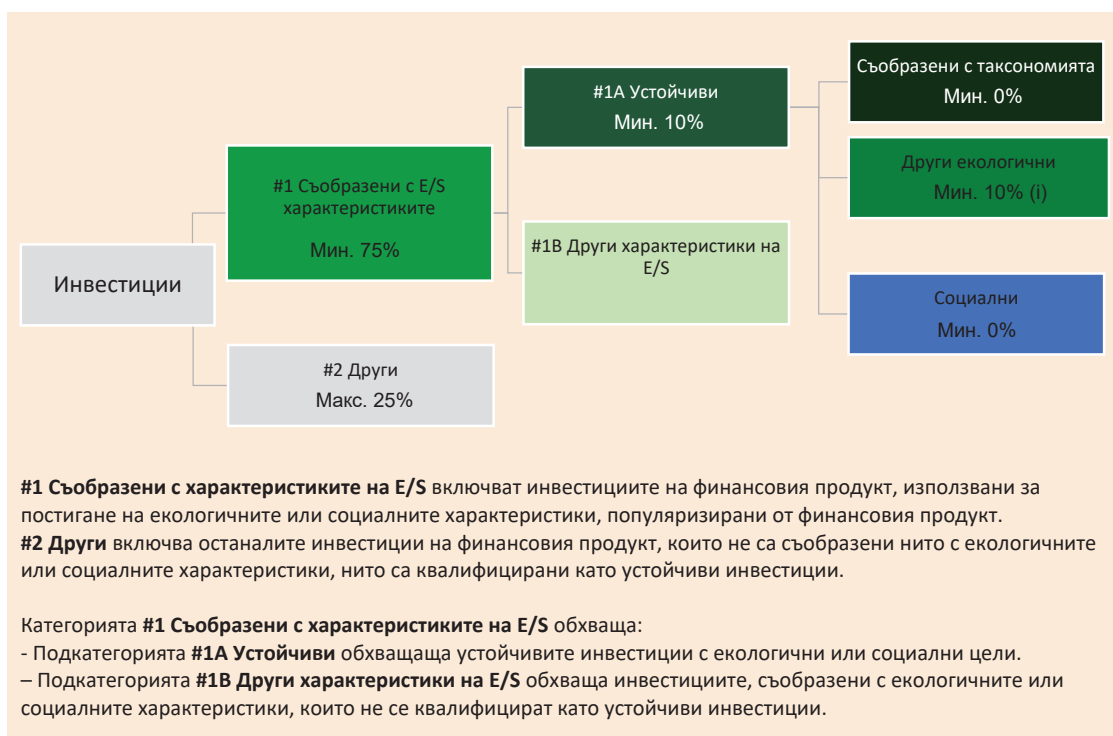 Инвестиции
#1 Съобразени с E/S
характеристиките
Мин. 75%
#2 Други
Макс. 25%
#1A Устойчиви
Мин. 10%
#1B Други характеристики на
E/S
Съобразени с таксономията
Мин. 0%
Други екологични
Мин. 10% (i)
Социални
Мин. 0%
#1 Съобразени с характеристиките на E/S включват инвестициите на финансовия продукт, използвани за
постигане на екологичните или социалните характеристики, популяризирани от финансовия продукт.
#2 Други включва останалите инвестиции на финансовия продукт, които не са съобразени нито с екологичните
или социалните характеристики, нито са квалифицирани като устойчиви инвестиции.
Категорията #1 Съобразени с характеристиките на E/S обхваща:
- Подкатегорията #1A Устойчиви обхващаща устойчивите инвестиции с екологични или социални цели.
– Подкатегорията #1B Други характеристики на E/S обхваща инвестициите, съобразени с екологичните или
социалните характеристики, които не се квалифицират като устойчиви инвестиции.